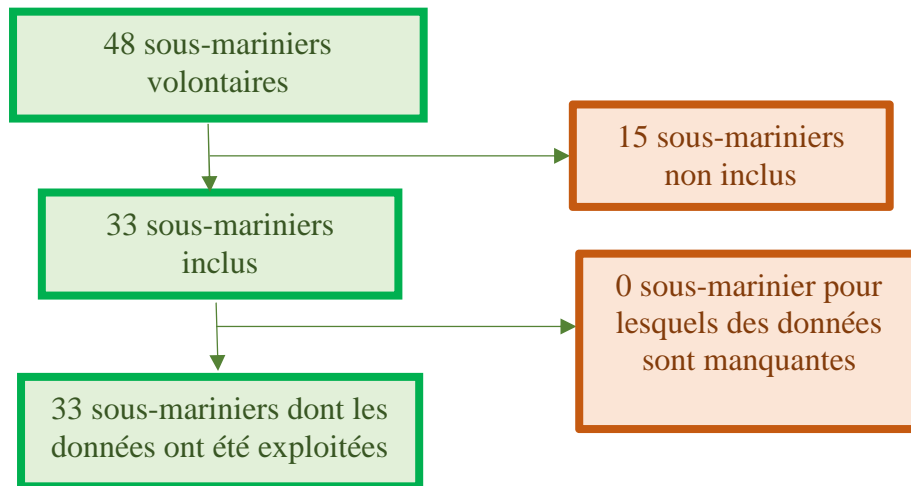 48 sous-mariniers
volontaires
15 sous-mariniers
non inclus
33 sous-mariniers
inclus
0 sous-marinier pour
lesquels des données
sont manquantes
33 sous-mariniers dont les
données ont été exploitées